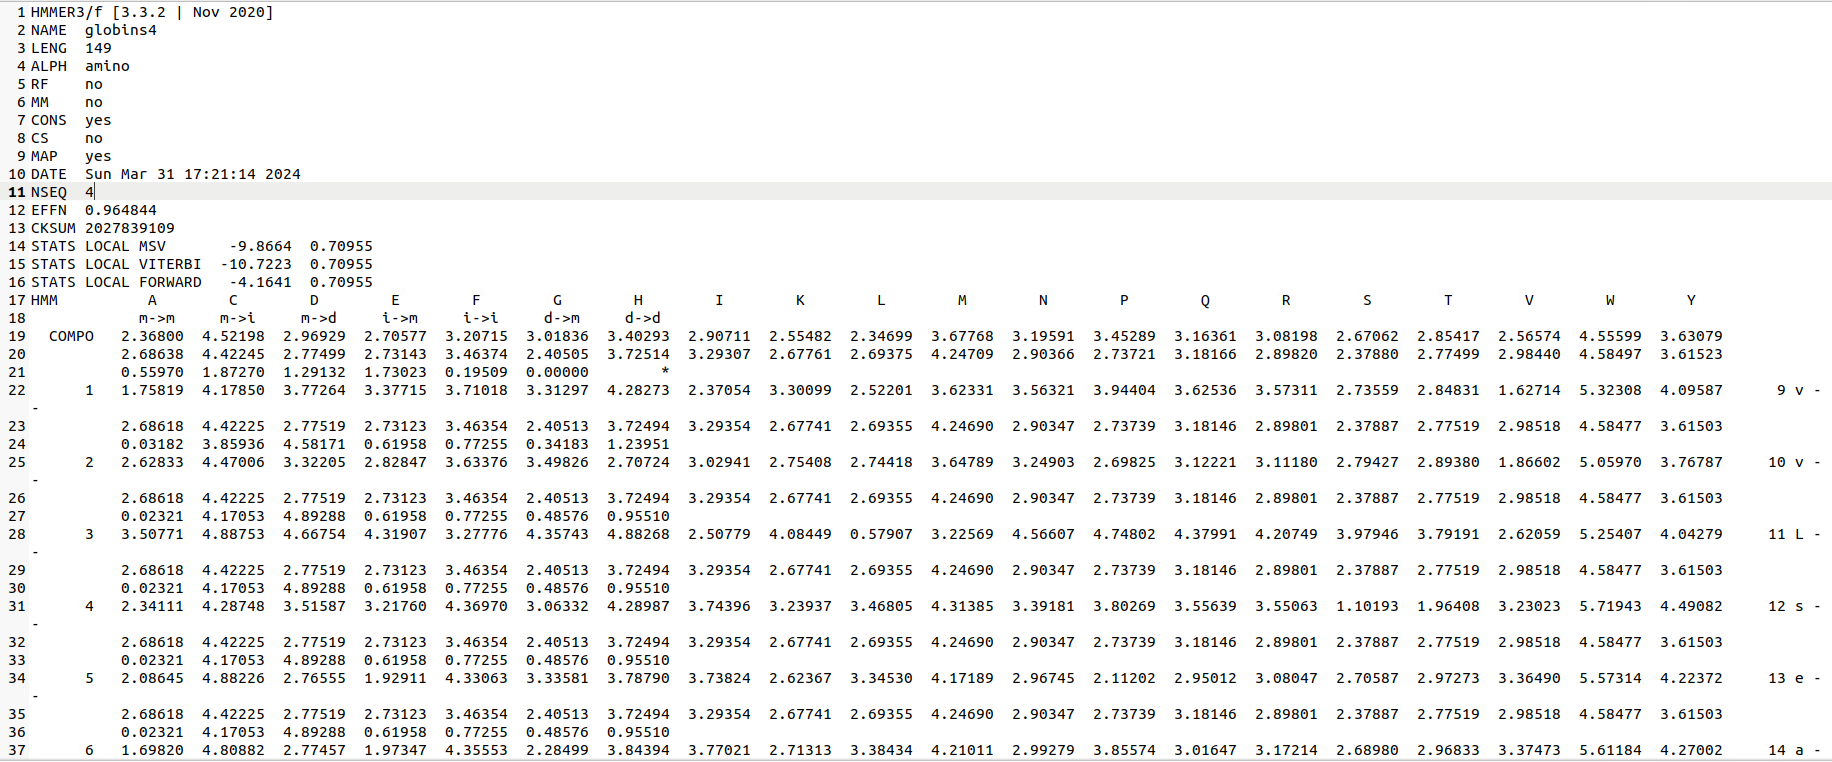 1 HMMER3/f [3.3.2 | Nov 2020]
2 NAME  globins4
3 LENG  149
4 ALPH  amino
5 RF    no
6 MM    no
7 CONS  yes
8 CS    no
9 MAP   yes
10 DATE  Sun Mar 31 17:21:14 2024
11 NSEQ  4
12 EFFN  0.964844
13 CKSUM 2027839109
14 STATS LOCAL MSV       -9.8664  0.70955
15 STATS LOCAL VITERBI  -10.7223  0.70955
16 STATS LOCAL FORWARD   -4.1641  0.70955
17 HMM          A        C        D        E        F        G        H        I        K        L        M        N        P        Q        R        S        T        V        W        Y
18            m->m     m->i     m->d     i->m     i->i     d->m     d->d
19   COMPO   2.36800  4.52198  2.96929  2.70577  3.20715  3.01836  3.40293  2.90711  2.55482  2.34699  3.67768  3.19591  3.45289  3.16361  3.08198  2.67062  2.85417  2.56574  4.55599  3.63079
20           2.68638  4.42245  2.77499  2.73143  3.46374  2.40505  3.72514  3.29307  2.67761  2.69375  4.24709  2.90366  2.73721  3.18166  2.89820  2.37880  2.77499  2.98440  4.58497  3.61523
21           0.55970  1.87270  1.29132  1.73023  0.19509  0.00000        *
22       1   1.75819  4.17850  3.77264  3.37715  3.71018  3.31297  4.28273  2.37054  3.30099  2.52201  3.62331  3.56321  3.94404  3.62536  3.57311  2.73559  2.84831  1.62714  5.32308  4.09587      9 v -
-
23           2.68618  4.42225  2.77519  2.73123  3.46354  2.40513  3.72494  3.29354  2.67741  2.69355  4.24690  2.90347  2.73739  3.18146  2.89801  2.37887  2.77519  2.98518  4.58477  3.61503
24           0.03182  3.85936  4.58171  0.61958  0.77255  0.34183  1.23951
25       2   2.62833  4.47006  3.32205  2.82847  3.63376  3.49826  2.70724  3.02941  2.75408  2.74418  3.64789  3.24903  2.69825  3.12221  3.11180  2.79427  2.89380  1.86602  5.05970  3.76787     10 v -
-
26           2.68618  4.42225  2.77519  2.73123  3.46354  2.40513  3.72494  3.29354  2.67741  2.69355  4.24690  2.90347  2.73739  3.18146  2.89801  2.37887  2.77519  2.98518  4.58477  3.61503
27           0.02321  4.17053  4.89288  0.61958  0.77255  0.48576  0.95510
28       3   3.50771  4.88753  4.66754  4.31907  3.27776  4.35743  4.88268  2.50779  4.08449  0.57907  3.22569  4.56607  4.74802  4.37991  4.20749  3.97946  3.79191  2.62059  5.25407  4.04279     11 L -
-
29           2.68618  4.42225  2.77519  2.73123  3.46354  2.40513  3.72494  3.29354  2.67741  2.69355  4.24690  2.90347  2.73739  3.18146  2.89801  2.37887  2.77519  2.98518  4.58477  3.61503
30           0.02321  4.17053  4.89288  0.61958  0.77255  0.48576  0.95510
31       4   2.34111  4.28748  3.51587  3.21760  4.36970  3.06332  4.28987  3.74396  3.23937  3.46805  4.31385  3.39181  3.80269  3.55639  3.55063  1.10193  1.96408  3.23023  5.71943  4.49082     12 s -
-
32           2.68618  4.42225  2.77519  2.73123  3.46354  2.40513  3.72494  3.29354  2.67741  2.69355  4.24690  2.90347  2.73739  3.18146  2.89801  2.37887  2.77519  2.98518  4.58477  3.61503
33           0.02321  4.17053  4.89288  0.61958  0.77255  0.48576  0.95510
34       5   2.08645  4.88226  2.76555  1.92911  4.33063  3.33581  3.78790  3.73824  2.62367  3.34530  4.17189  2.96745  2.11202  2.95012  3.08047  2.70587  2.97273  3.36490  5.57314  4.22372     13 e -
-
35           2.68618  4.42225  2.77519  2.73123  3.46354  2.40513  3.72494  3.29354  2.67741  2.69355  4.24690  2.90347  2.73739  3.18146  2.89801  2.37887  2.77519  2.98518  4.58477  3.61503
36           0.02321  4.17053  4.89288  0.61958  0.77255  0.48576  0.95510
37       6   1.69820  4.80882  2.77457  1.97347  4.35553  2.28499  3.84394  3.77021  2.71313  3.38434  4.21011  2.99279  3.85574  3.01647  3.17214  2.68980  2.96833  3.37473  5.61184  4.27002     14 a -